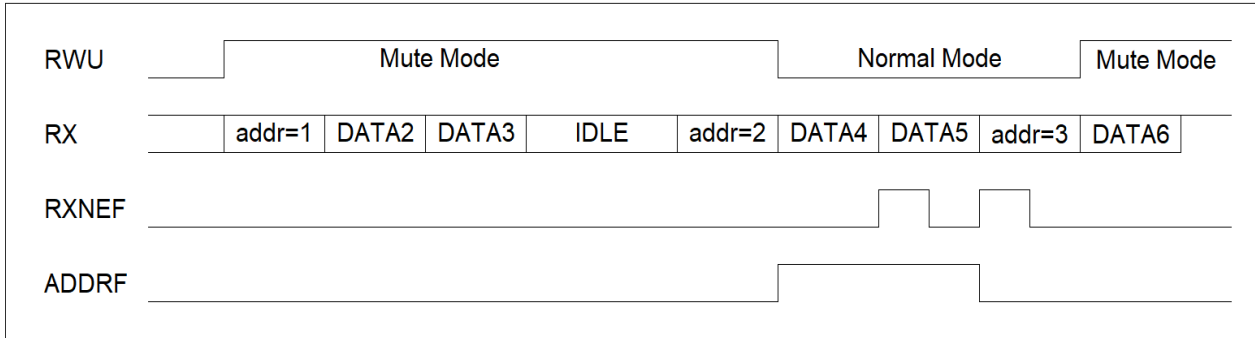 RWU Mute Mode Normal Mode Mute Mode
RX addr=1 DATA2 DATA3 IDLE addr=2 DATA4 DATA5 addr=3 DATA6
RXNEF
ADDRF